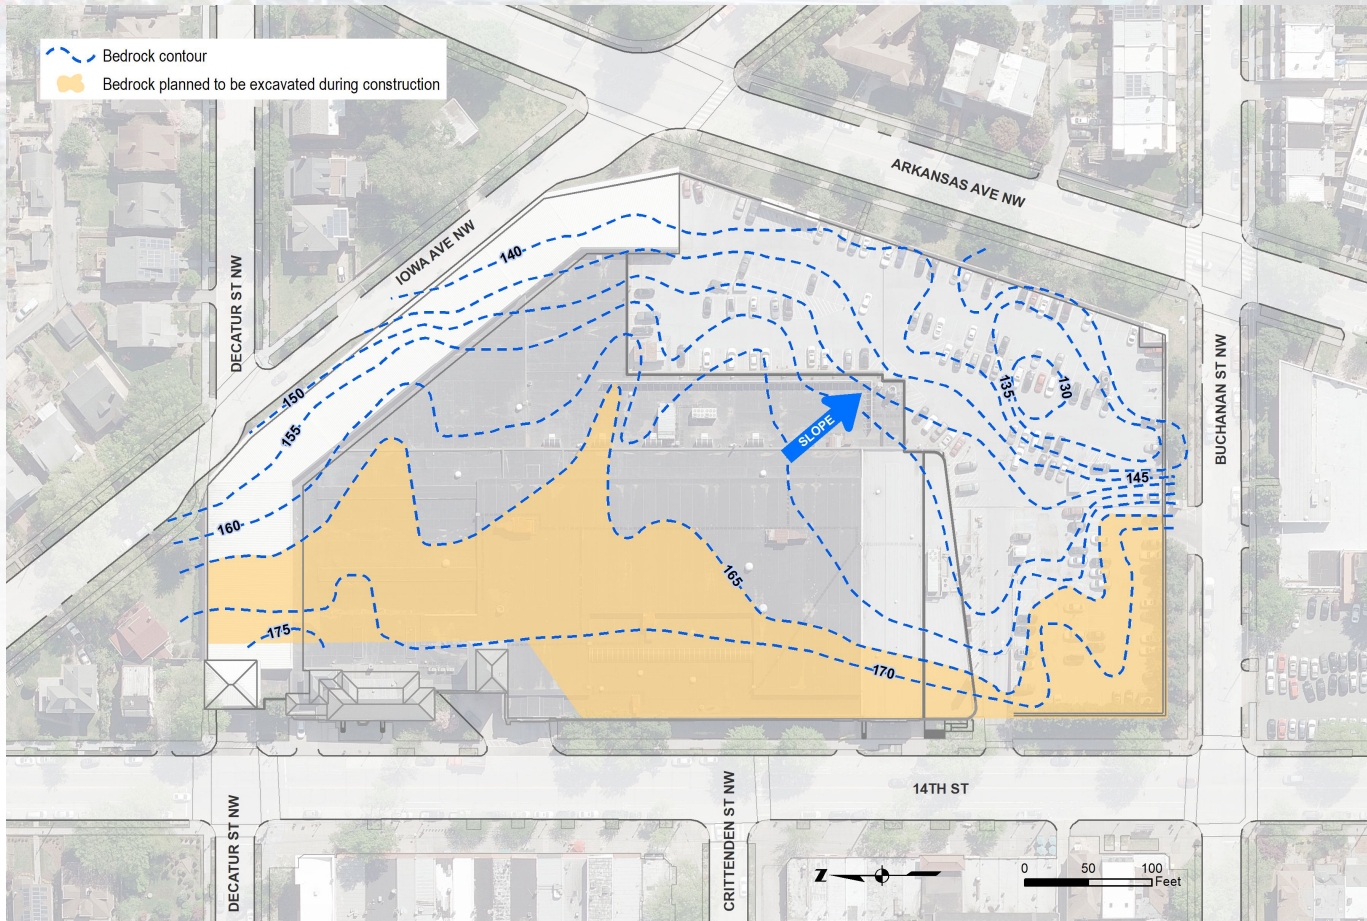 Bedrock contour
Bedrock planned to be excavated during construction
ARKANSAS AVE NW
IOWA AVE NW
DECATUR ST NW
BUCHANAN ST NW
140
150
155
160
175
135
130
145
SLOPE
165
170
14TH ST
DECATUR ST NW
CRITTENDEN ST NW
Z
0 50 100
Feet